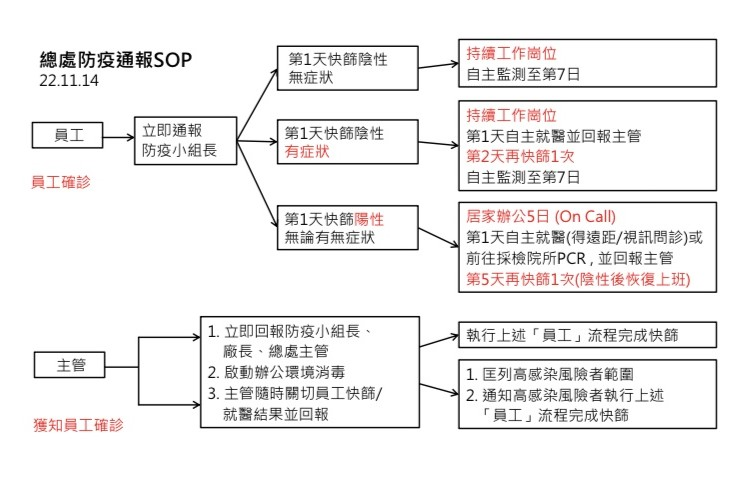 總處防疫通報SOP
22.11.14
員工
員工確診
立即通報
防疫小組長
第1天快篩陰性
無症狀
持續工作崗位
自主監測至第7日
第1天快篩陰性
有症狀
持續工作崗位
第1天自主就醫並回報主管
第2天再快篩1次
自主監測至第7日
第1天快篩陽性
無論有無症狀
居家辦公5日 (On Call)
第1天自主就醫(得遠距/視訊問診)或
前往採檢院所PCR , 並回報主管
第5天再快篩1次(陰性後恢復上班)
主管
獲知員工確診
1. 立即回報防疫小組長、
廠長、總處主管
2. 啟動辦公環境消毒
3. 主管隨時關切員工快篩/
就醫結果並回報
執行上述「員工」流程完成快篩
1. 匡列高感染風險者範圍
2. 通知高感染風險者執行上述
「員工」流程完成快篩